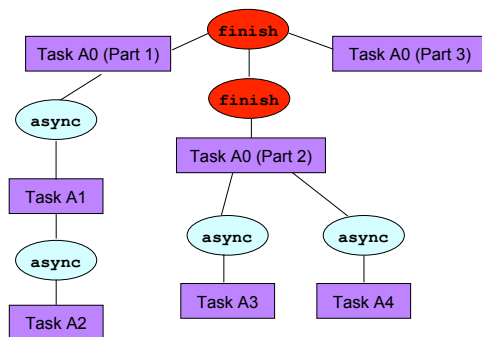 finish
Task A0 (Part 1)
Task A0 (Part 3)
finish
async
Task A0 (Part 2)
Task A1
async
async
async
Task A3
Task A4
Task A2